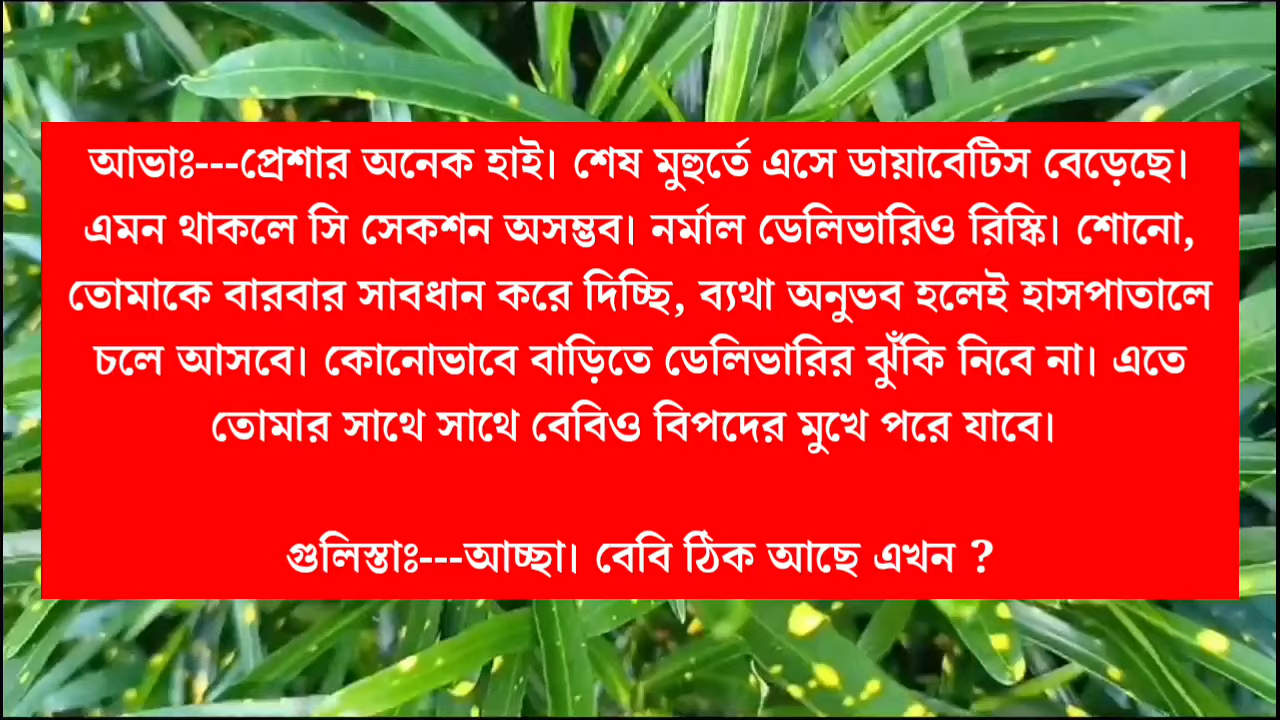 আভাঃ---প্রেশার অনেক হাই। শেষ মুহুর্তে এসে ডায়াবেটিস বেড়েছে।
এমন থাকলে সি সেকশন অসম্ভব। নর্মাল ডেলিভারিও রিস্কি। শোনো,
তোমাকে বারবার সাবধান করে দিচ্ছি, ব্যথা অনুভব হলেই হাসপাতালে
চলে আসবে। কোনোভাবে বাড়িতে ডেলিভারির ঝুঁকি নিবে না। এতে
তোমার সাথে সাথে বেবিও বিপদের মুখে পরে যাবে।
গুলিস্তাঃ---আচ্ছা। বেবি ঠিক আছে এখন ?